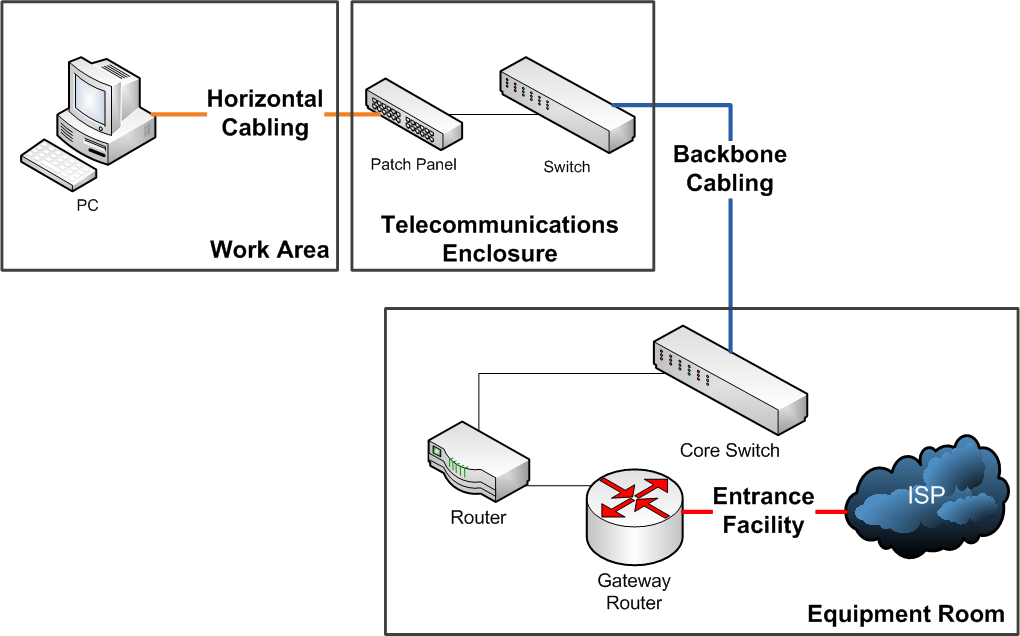 Horizontal
Cabling
PC
Work Area
Patch Panel
Switch
Telecommunications
Enclosure
Backbone
Cabling
Core Switch
Router
Gateway
Router
Entrance
Facility
ISP
Equipment Room